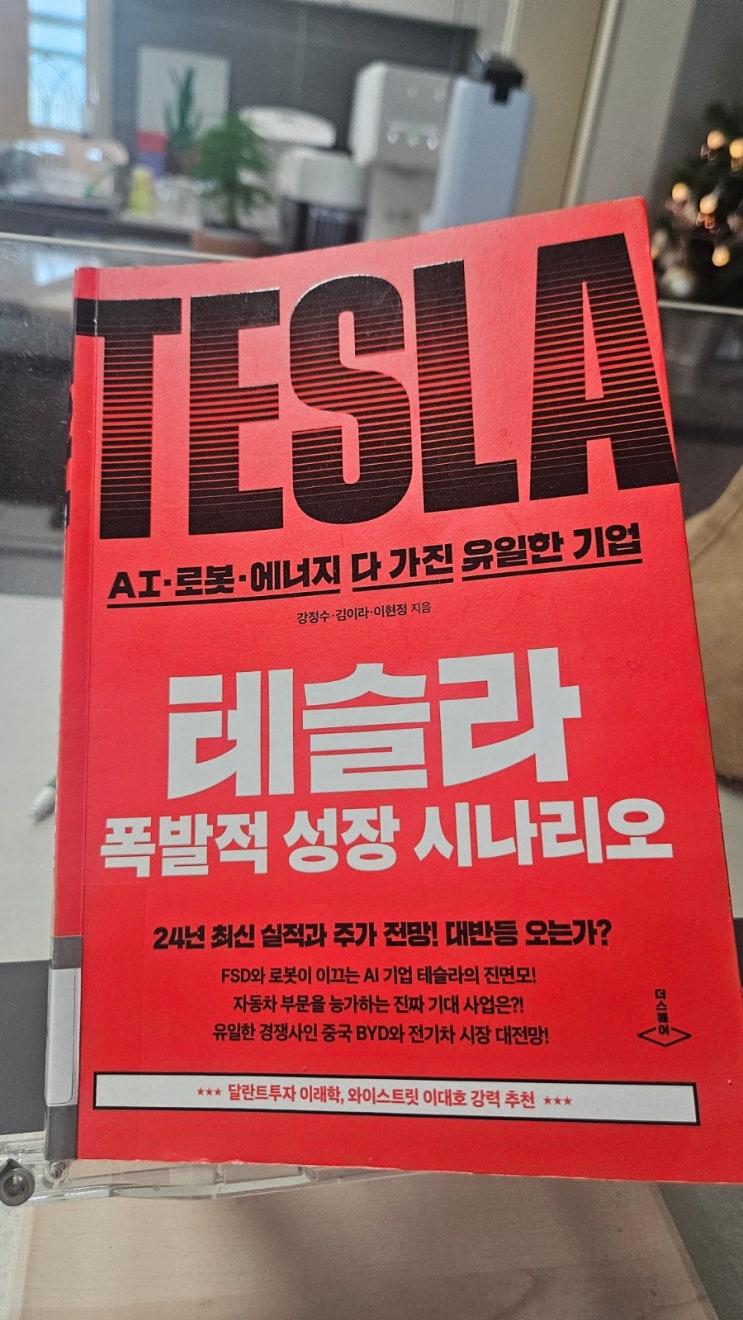 TESLA
AI·로봇·에너지 다 가진 유일한 기업
강정수·김이라·이현정 지음
테슬라
폭발적 성장 시나리오
24년 최신 실적과 주가 전망! 대반등 오는가?
FSD와 로봇이 이끄는 AI 기업 테슬라의 진면모!
자동차 부문을 능가하는 진짜 기대 사업은?!
유일한 경쟁사인 중국 BYD와 전기차 시장 대전망!
더스퀘어
★★★ 달란트투자 이래학, 와이스트릿 이대호 강력 추천 ★★★